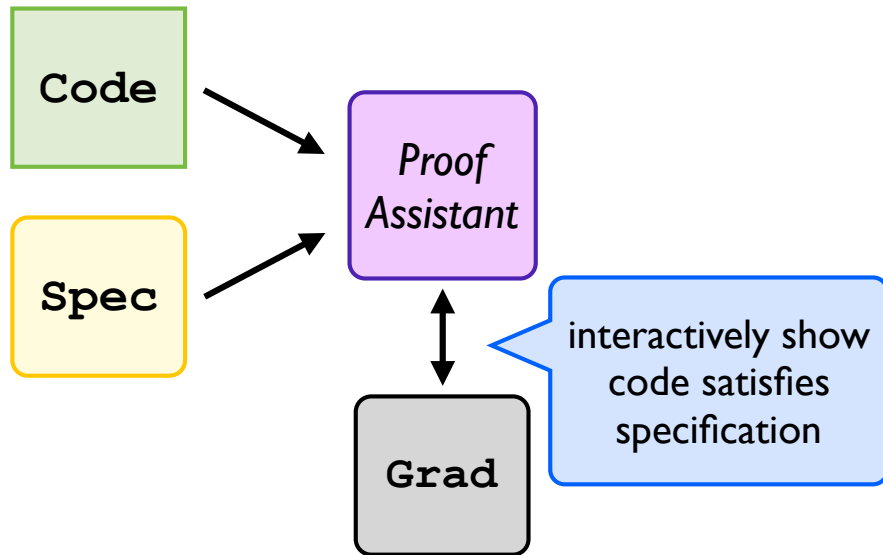 Code
Proof
Assistant
Spec
interactively show
code satisfies
specification
Grad